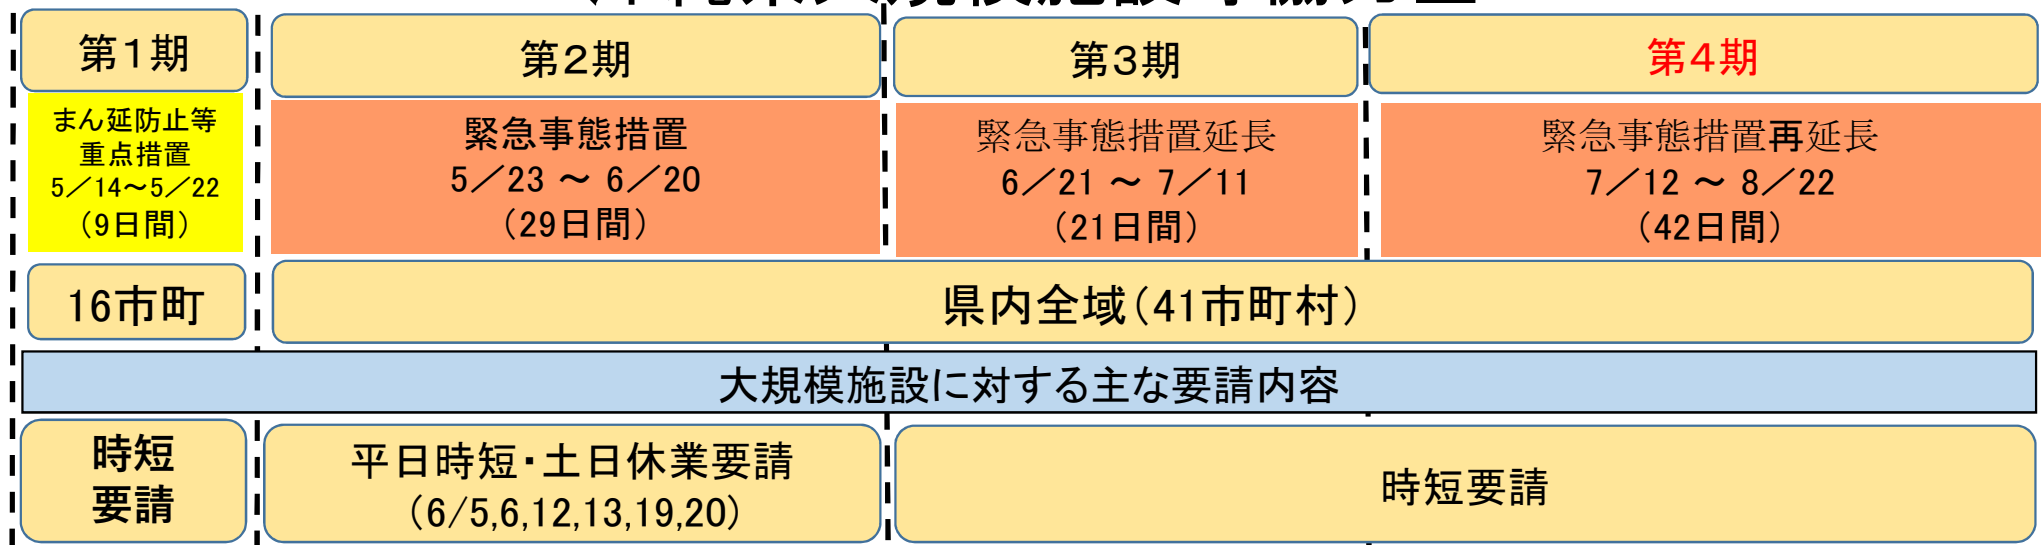 第1期
第2期
第3期
第4期
まん延防止等
重点措置
5／14～5／22
（9日間）
緊急事態措置
5／23 ～ 6／20
（29日間）
緊急事態措置延長
6／21 ～ 7／11
（21日間）
緊急事態措置再延長
7／12 ～ 8／22
（42日間）
16市町
県内全域（41市町村）
大規模施設に対する主な要請内容
時短
要請
平日時短・土日休業要請
（6/5,6,12,13,19,20）
時短要請